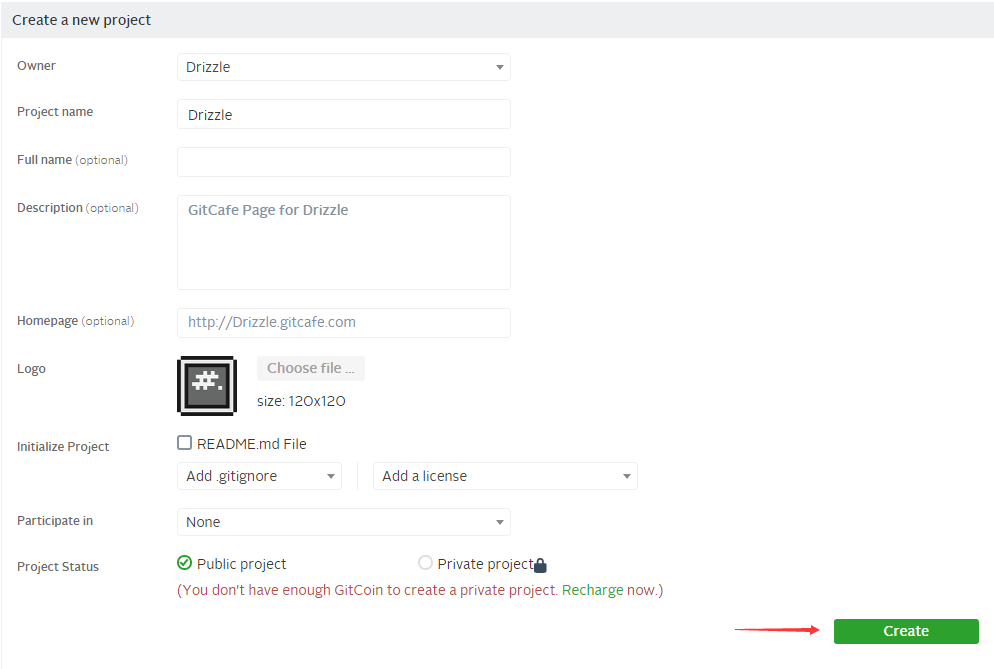 Create a new project
Owner Drizzle
Project name Drizzle
Full name (optional)
Description (optional) GitCafe Page for Drizzle
Homepage (optional) http://Drizzle.gitcafe.com
Logo #. Choose file ...
size: 120x120
Initialize Project README.md File
Add .gitignore Add a license
Participate in None
Project Status Public project Private project
(You don't have enough GitCoin to create a private project. Recharge now.)
Create